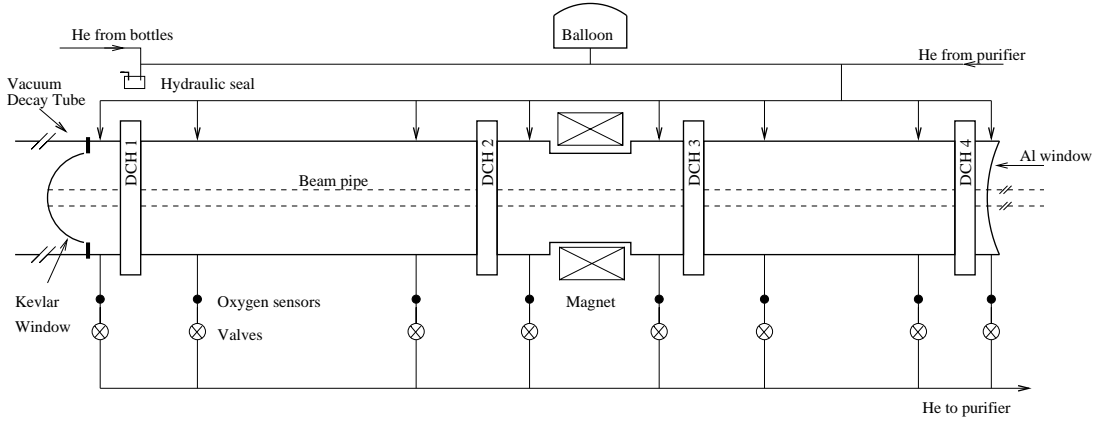 He from bottles
Balloon
He from purifier
Hydraulic seal
Vacuum
Decay Tube
DCH 1
DCH 2
DCH 3
DCH 4
Al window
Beam pipe
Kevlar
Window
Oxygen sensors
Magnet
Valves
He to purifier